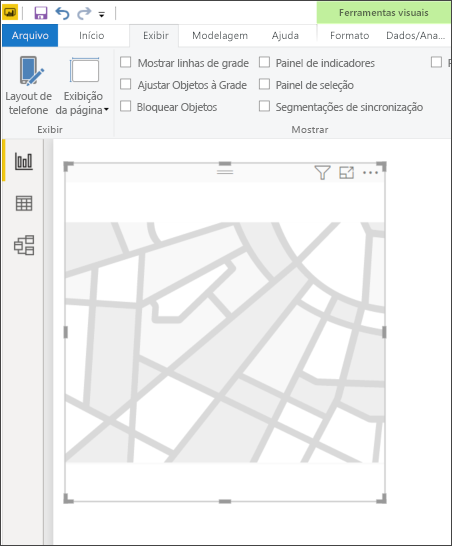 Ferramentas visuais
Arquivo Início Exibir Modelagem Ajuda Formato Dados/Ana...
Mostrar linhas de grade Painel de indicadores
Ajustar Objetos à Grade Painel de seleção
Bloquear Objetos Segmentações de sincronização
Layout de telefone
Exibição da página
Exibir Mostrar